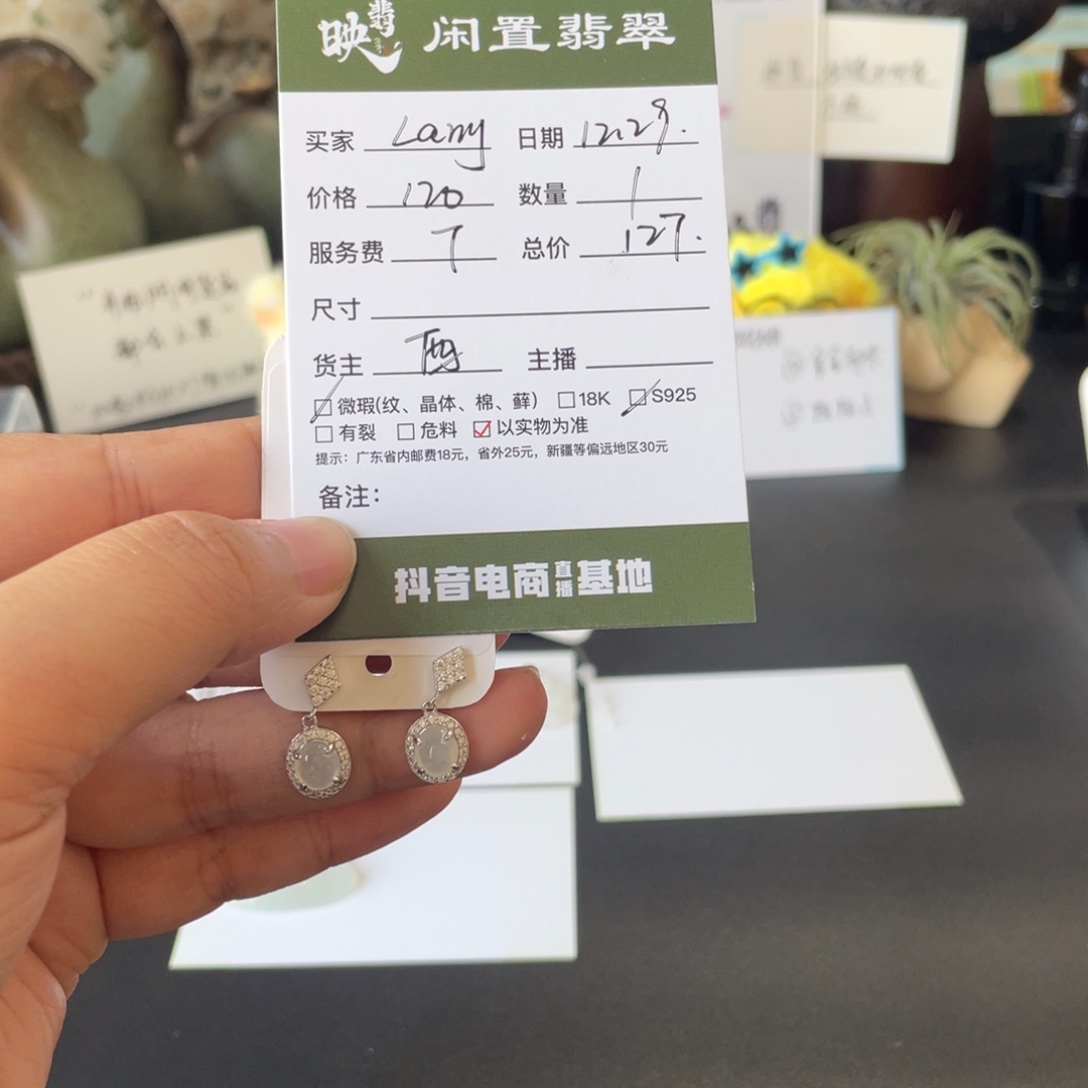 映翡 闲置翡翠
买家 Lany 日期 12.29.
价格 120 数量 1
服务费 7 总价 127.
尺寸
货主 主播
微瑕(纹、晶体、棉、藓) 18K S925
有裂 危料 以实物为准
提示：广东省内邮费18元，省外25元，新疆等偏远地区30元
备注：
抖音电商直播基地